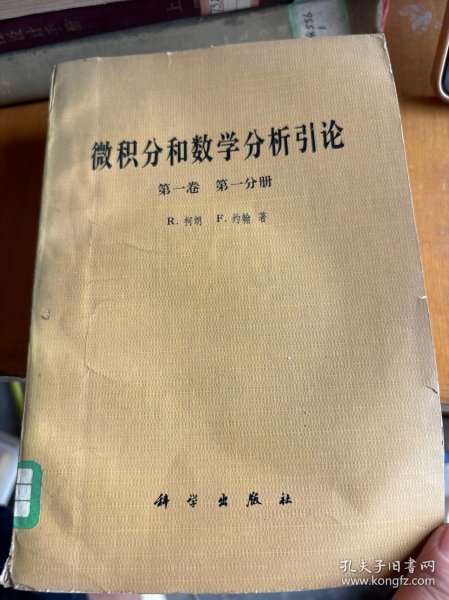 微积分和数学分析引论
第一卷 第一分册
R. 柯朗 F. 约翰 著
科学出版社
孔夫子旧书网
www.kongfz.com